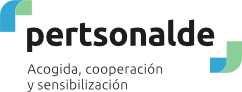 pertsonalde
Acogida, cooperación
y sensibilización